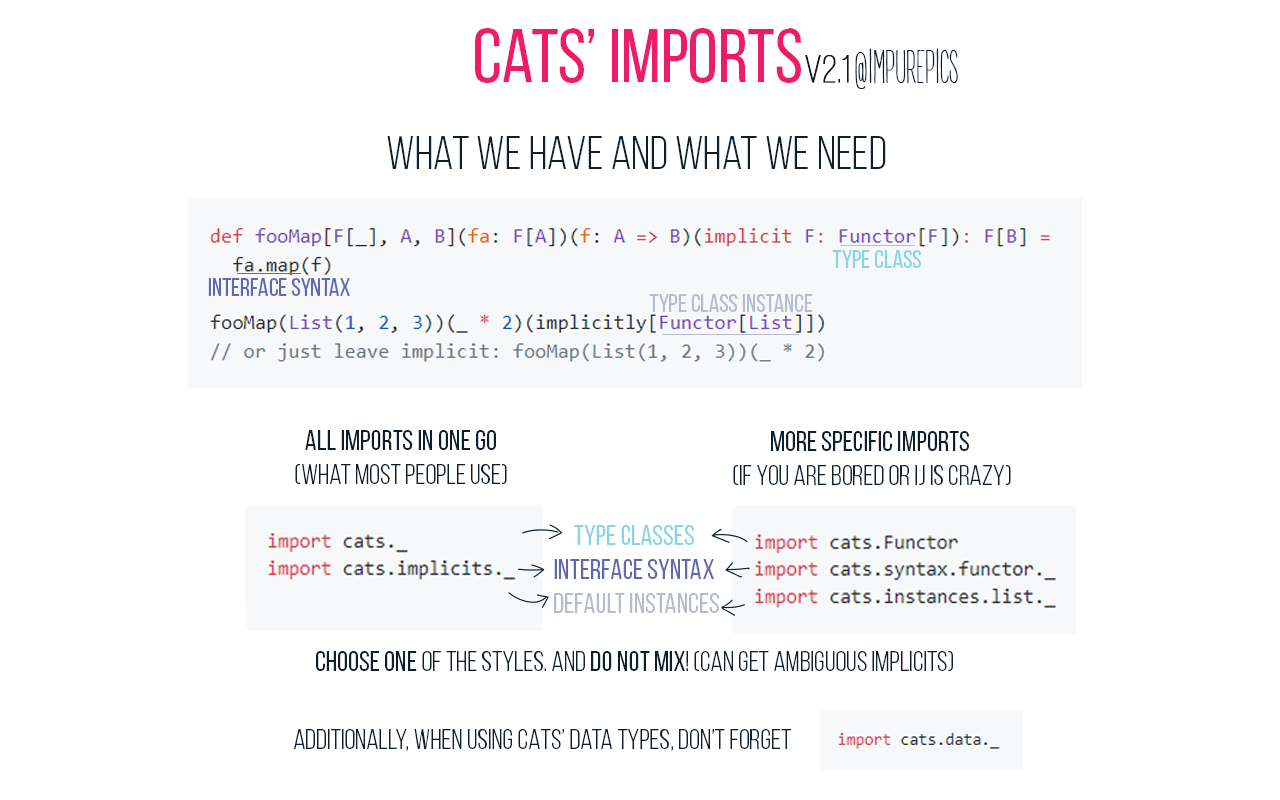 CATS' IMPORTS V2.1 @IMPUREPICS
WHAT WE HAVE AND WHAT WE NEED
def fooMap[F[_], A, B](fa: F[A])(f: A => B)(implicit F: Functor[F]): F[B] =
TYPE CLASS
fa.map(f)
INTERFACE SYNTAX
TYPE CLASS INSTANCE
fooMap(List(1, 2, 3))(_ * 2)(implicitly[Functor[List]])
// or just leave implicit: fooMap(List(1, 2, 3))(_ * 2)
ALL IMPORTS IN ONE GO
(WHAT MOST PEOPLE USE)
import cats._
import cats.implicits._
TYPE CLASSES
INTERFACE SYNTAX
DEFAULT INSTANCES
MORE SPECIFIC IMPORTS
(IF YOU ARE BORED OR IJ IS CRAZY)
import cats.Functor
import cats.syntax.functor._
import cats.instances.list._
CHOOSE ONE OF THE STYLES. AND DO NOT MIX! (CAN GET AMBIGUOUS IMPLICITS)
ADDITIONALLY, WHEN USING CATS' DATA TYPES, DON'T FORGET
import cats.data._